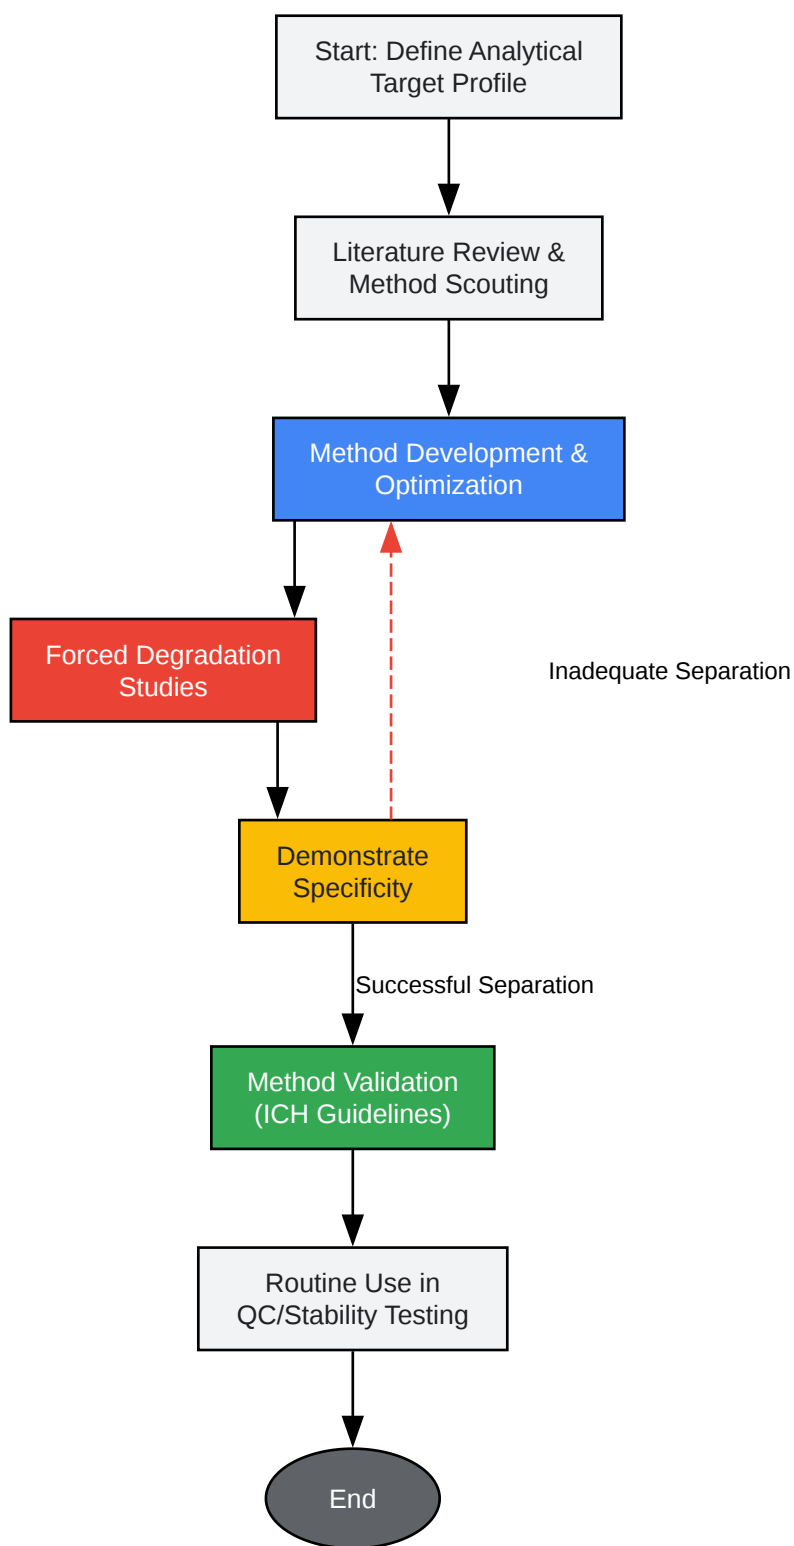 Start: Define Analytical
Target Profile
Literature Review &
Method Scouting
Method Development &
Optimization
Forced Degradation
Studies
Inadequate Separation
Demonstrate
Specificity
Successful Separation
Method Validation
(ICH Guidelines)
Routine Use in
QC/Stability Testing
End